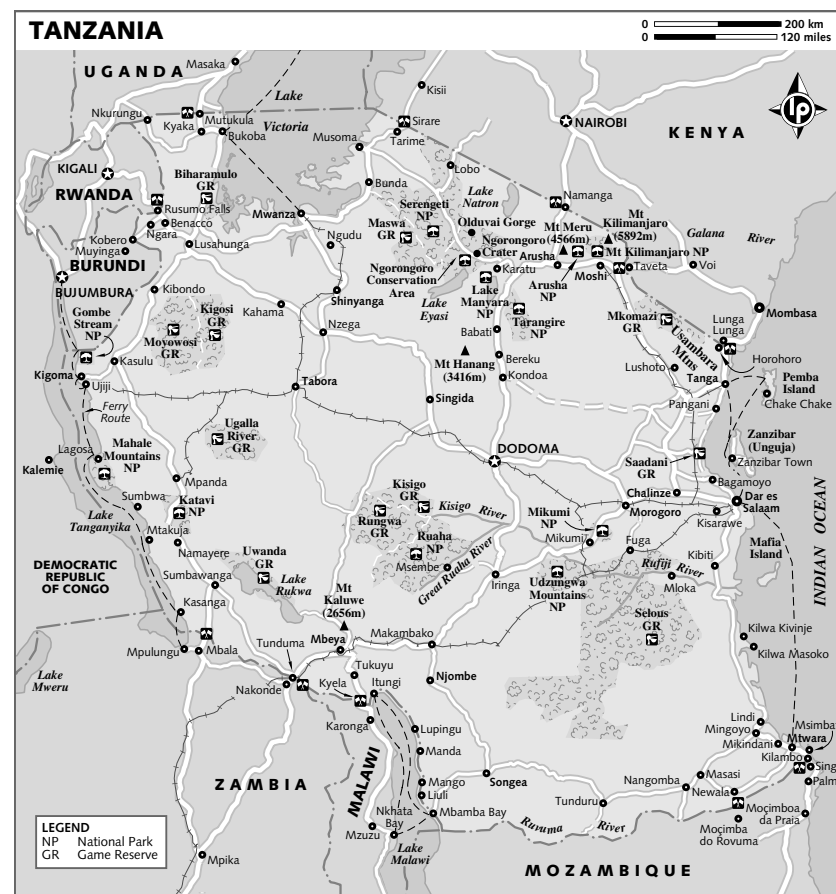 TANZANIA
0 200 km
0 120 miles
UGANDA
Masaka
Lake
Victoria
Kisii
Nkurungu
Kyaka
Mutukula
Bukoba
Sirare
Tarime
Musoma
NAIROBI
KENYA
lp
KIGALI
RWANDA
Biharamulo
GR
Bunda
Lobo
Lake
Natron
Namanga
Mt
Kilimanjaro
(5892m)
Galana
River
Rusumo Falls
Benacco
Ngara
Kobero
Muyinga
Lusahunga
Mwanza
Ngudu
Serengeti
NP
Maswa
GR
Olduvai Gorge
Ngorongoro
Crater
Mt Meru
(4566m)
Mt Kilimanjaro NP
Arusha
Karatu
Moshi
Taveta
Voi
BURUNDI
BUJUMBURA
Kibondo
Ngorongoro
Conservation
Area
Lake
Eyasi
Lake
Manyara
NP
Arusha
NP
Tarangire
NP
Mkomazi
GR
Mombasa
Lunga
Lunga
Gombe
Stream
NP
Moyowosi
GR
Kigosi
GR
Kahama
Shinyanga
Nzega
Babati
Mt Hanang
(3416m)
Bereku
Kondoa
Usambara
Mtns
Lushoto
Horohoro
Tanga
Pemba
Island
Chake Chake
Kasulu
Kigoma
Ujiji
Ferry
Route
Tabora
Singida
Pangani
Lagosa
Kalemie
Mahale
Mountains
NP
Ugalla
River
GR
DODOMA
Saadani
GR
Zanzibar
(Unguja)
Zanzibar Town
Bagamoyo
Sumbwa
Mpanda
Katavi
NP
Kisigo
GR
Rungwa
GR
Kisigo River
Chalinze
Morogoro
Dar es
Salaam
Kisarawe
Lake
Tanganyika
Mtakuja
Namayere
Ruaha
NP
Msembe
Great Ruaha River
Mikumi
NP
Mikumi
Fuga
Kibiti
Mafia
Island
INDIAN OCEAN
DEMOCRATIC
REPUBLIC
OF CONGO
Sumbawanga
Kasanga
Uwanda
GR
Lake
Rukwa
Mt
Kaluwe
(2656m)
Iringa
Udzungwa
Mountains
NP
Rufiji
River
Mloka
Selous
GR
Kilwa Kivinje
Kilwa Masoko
Mpulungu
Mbala
Tunduma
Mbeya
Makambako
Lake
Mweru
Nakonde
Kyela
Tukuyu
Itungi
Njombe
Karonga
Lupingu
Manda
Lindi
Mingoyo
Mikindani
Msimba
Mtwara
Kilambo
Sing
Palm
ZAMBIA
MALAWI
Mango
Liuli
Songea
Nangomba
Masasi
Newala
Nkhata
Bay
Mzuzu
Mbamba Bay
Tunduru
Ruvuma
River
Moçimba
do Rovuma
Moçimboa
da Praia
Mpika
Lake
Malawi
MOZAMBIQUE
LEGEND
NP National Park
GR Game Reserve